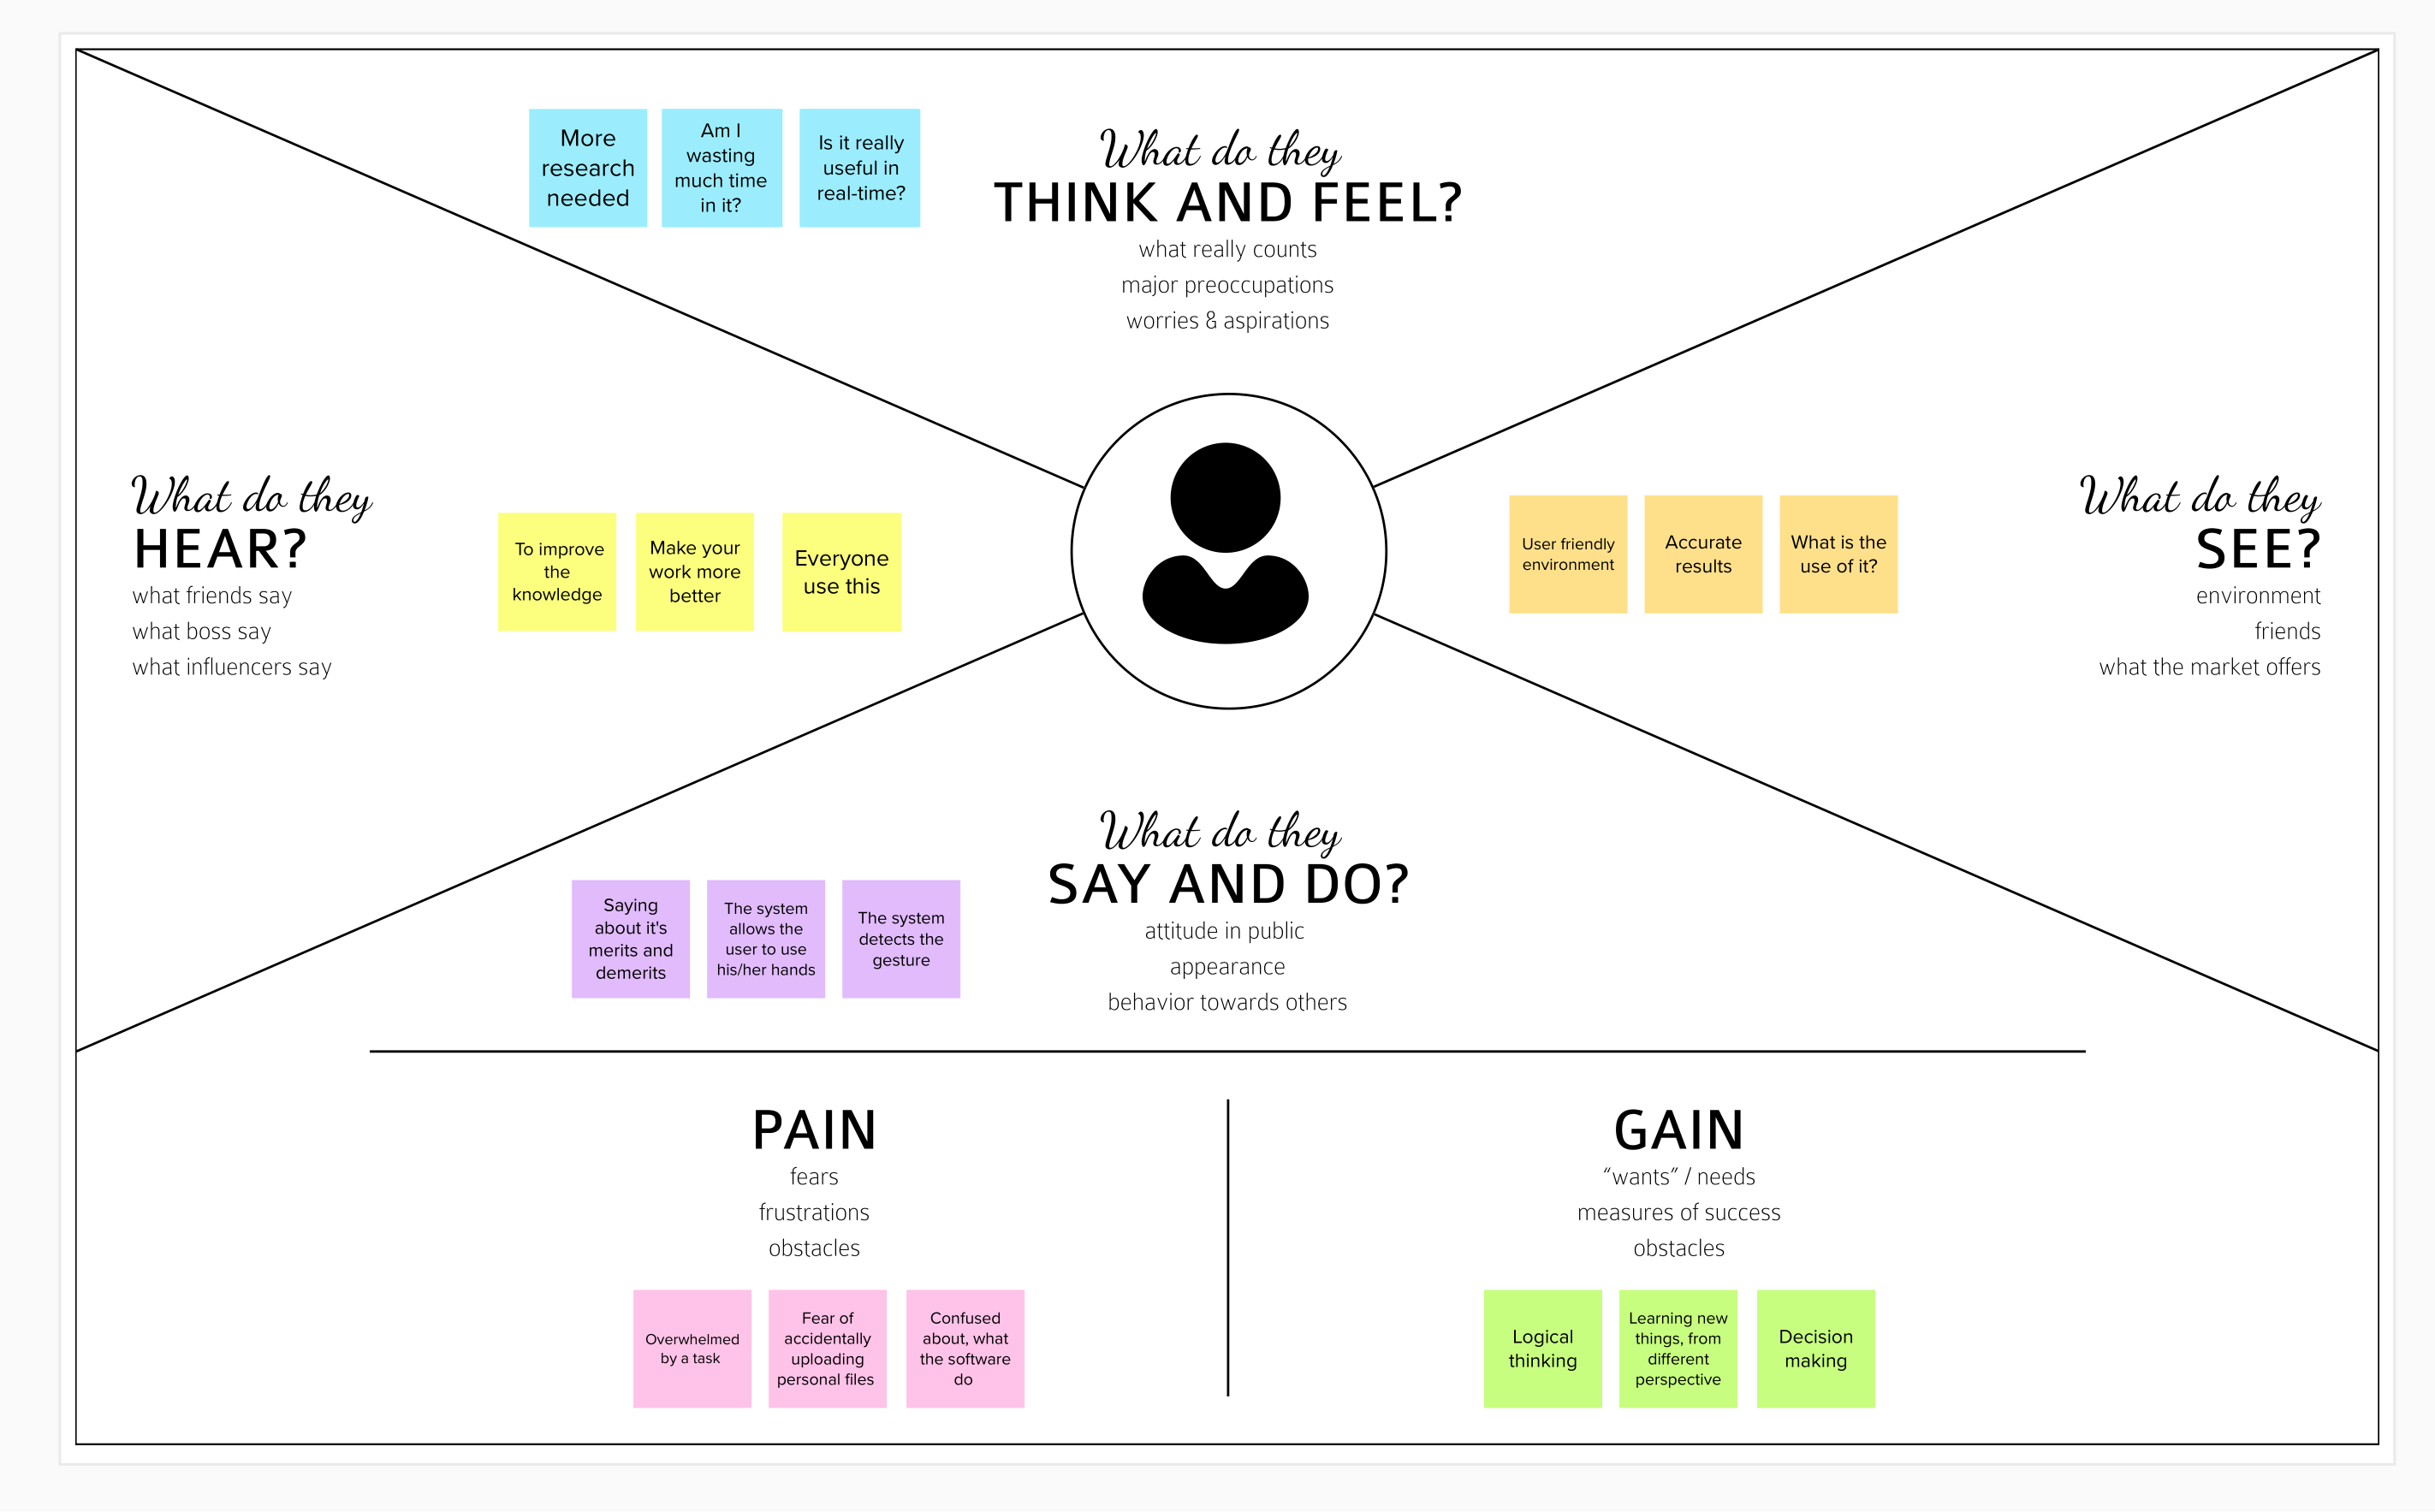 More
research
needed
Am I
wasting
much time
in it?
Is it really
useful in
real-time?
What do they
THINK AND FEEL?
what really counts
major preoccupations
worries & aspirations
What do they
HEAR?
what friends say
what boss say
what influencers say
To improve
the
knowledge
Make your
work more
better
Everyone
use this
User friendly
environment
Accurate
results
What is the
use of it?
What do they
SEE?
environment
friends
what the market offers
What do they
SAY AND DO?
attitude in public
appearance
behavior towards others
Saying
about it's
merits and
demerits
The system
allows the
user to use
his/her hands
The system
detects the
gesture
PAIN
fears
frustrations
obstacles
Overwhelmed
by a task
Fear of
accidentally
uploading
personal files
Confused
about, what
the software
do
GAIN
“wants” / needs
measures of success
obstacles
Logical
thinking
Learning new
things, from
different
perspective
Decision
making